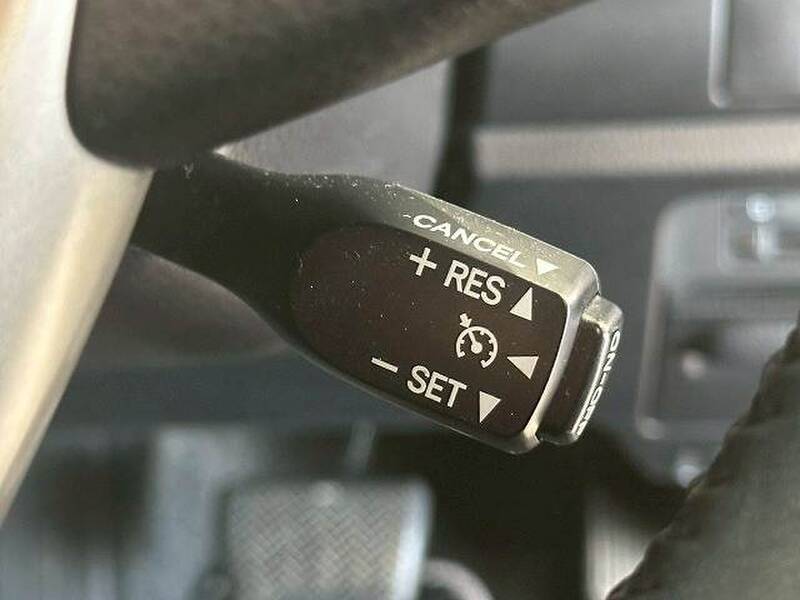 CANCEL ▼
+ RES ▲
− SET ▼
ON-OFF